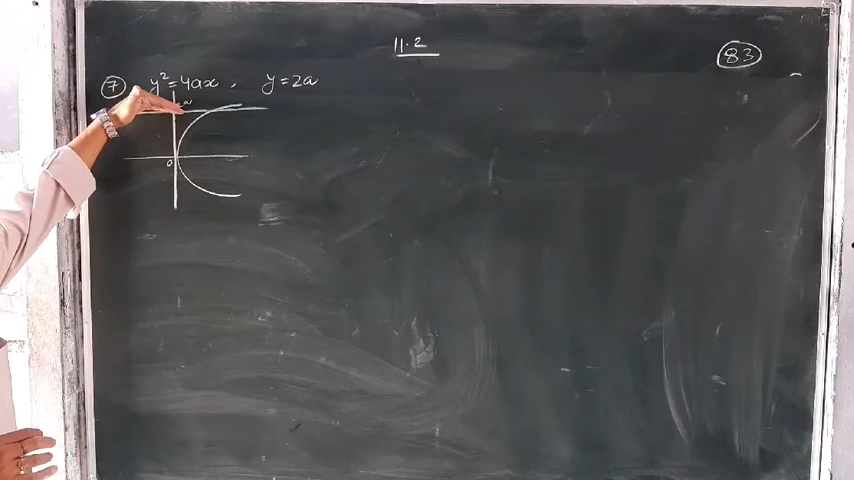 11.2
83
7 y² = 4ax, y = 2a
0